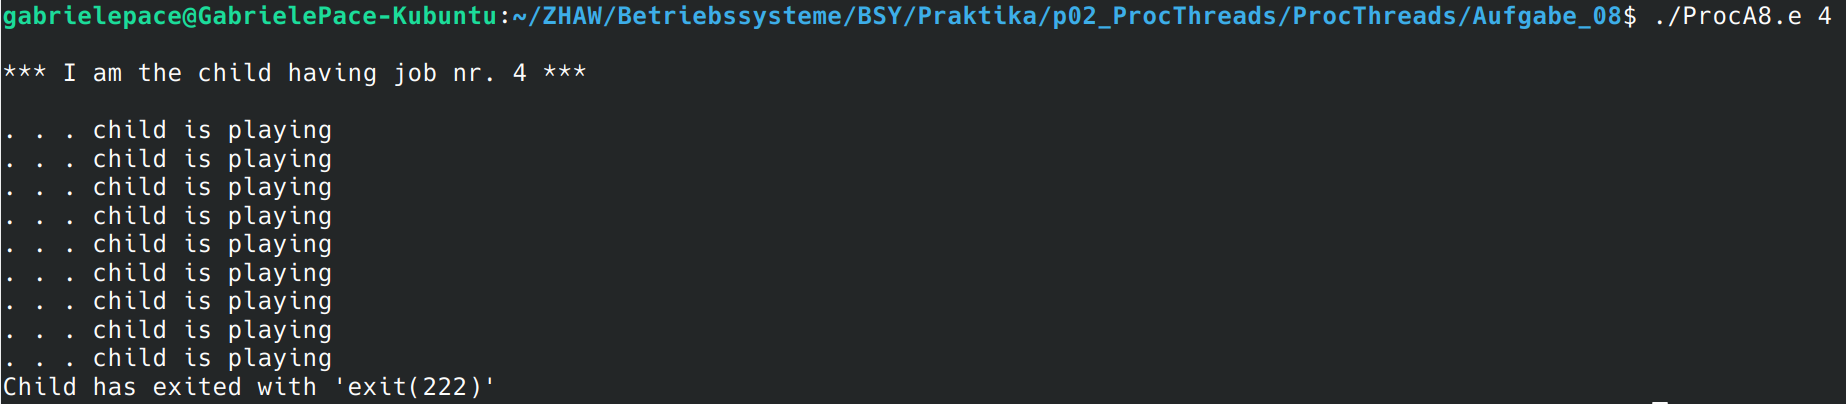 gabrielepace@GabrielePace-Kubuntu:~/ZHAW/Betriebssysteme/BSY/Praktika/p02_ProcThreads/ProcThreads/Aufgabe_08$ ./ProcA8.e 4
*** I am the child having job nr. 4 ***
. . . child is playing
. . . child is playing
. . . child is playing
. . . child is playing
. . . child is playing
. . . child is playing
. . . child is playing
. . . child is playing
. . . child is playing
Child has exited with 'exit(222)'